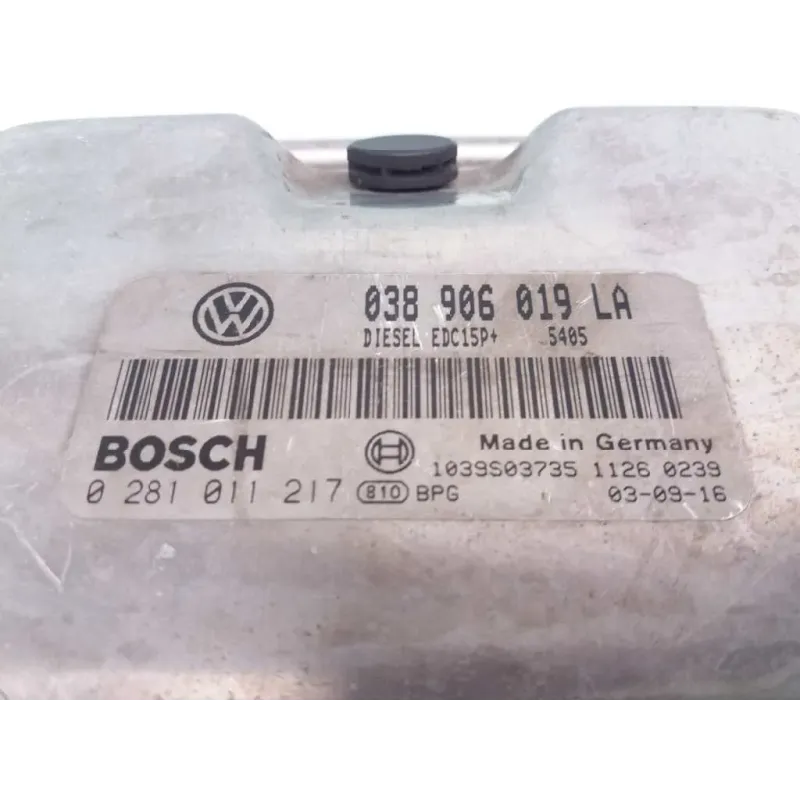 038 906 019 LA
DIESEL EDC15P+ 5405
BOSCH
Made in Germany
1039S03735 1126 0239
0 281 011 217 810 BPG 03-09-16